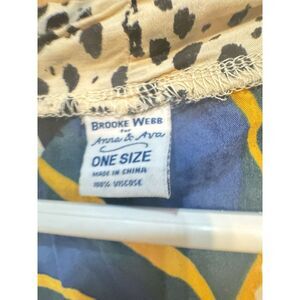 BROOKE WEBB
for
Anna & Ava
ONE SIZE
MADE IN CHINA
100% VISCOSE